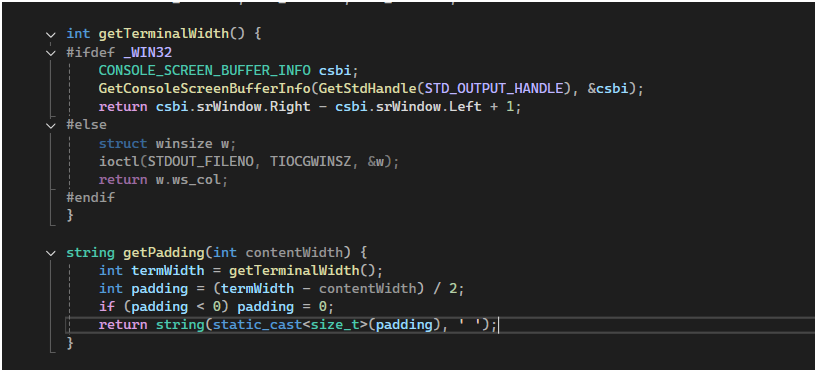 int getTerminalWidth() {
#ifdef _WIN32
    CONSOLE_SCREEN_BUFFER_INFO csbi;
    GetConsoleScreenBufferInfo(GetStdHandle(STD_OUTPUT_HANDLE), &csbi);
    return csbi.srWindow.Right - csbi.srWindow.Left + 1;
#else
    struct winsize w;
    ioctl(STDOUT_FILENO, TIOCGWINSZ, &w);
    return w.ws_col;
#endif
}
string getPadding(int contentWidth) {
    int termWidth = getTerminalWidth();
    int padding = (termWidth - contentWidth) / 2;
    if (padding < 0) padding = 0;
    return string(static_cast<size_t>(padding), ' ');
}